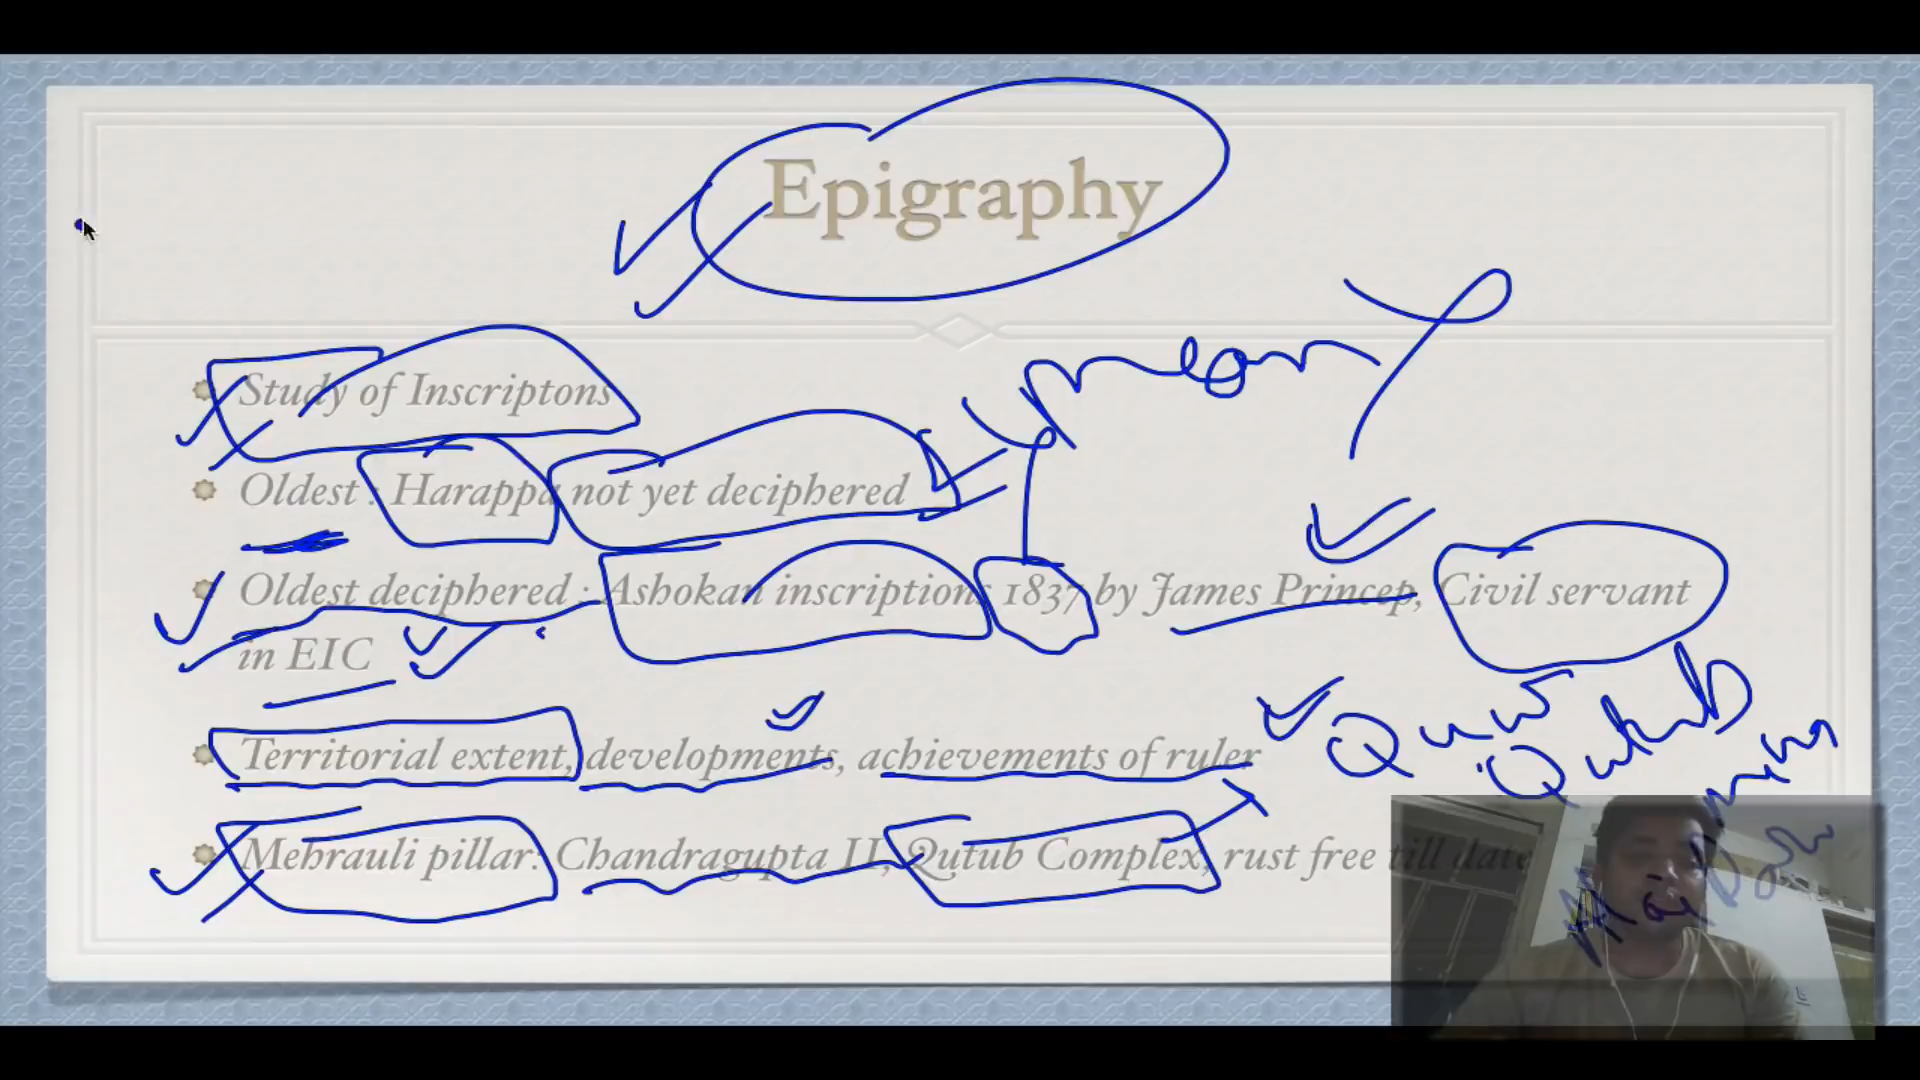 Epigraphy
Study of Inscriptons
Oldest : Harappa not yet deciphered
Oldest deciphered : Ashokan inscriptions 1837 by James Princep, Civil servant
in EIC
Territorial extent, developments, achievements of ruler
Mehrauli pillar: Chandragupta II, Qutub Complex, rust free till date